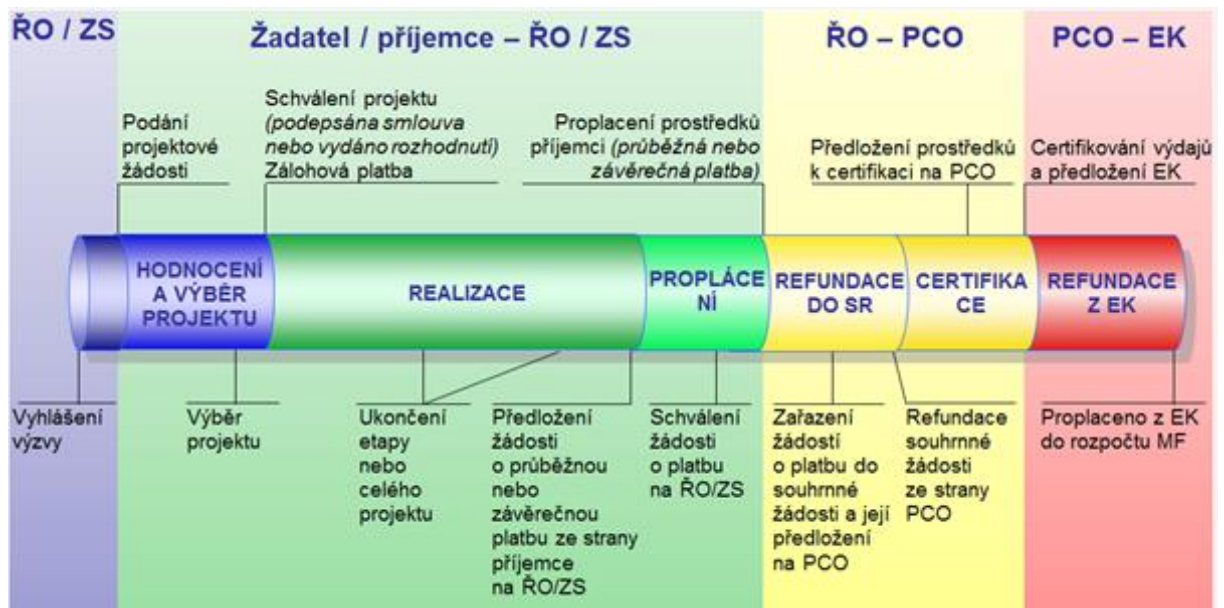 ŘO / ZS
Žadatel / příjemce – ŘO / ZS
ŘO – PCO
PCO – EK
Podání
projektové
žádosti
Schválení projektu
(podepsána smlouva
nebo vydáno rozhodnutí)
Zálohová platba
Proplacení prostředků
příjemci (průběžná nebo
závěrečná platba)
Předložení prostředků
k certifikaci na PCO
Certifikování výdajů
a předložení EK
HODNOCENÍ
A VÝBĚR
PROJEKTU
REALIZACE
PROPLÁCE
NÍ
REFUNDACE
DO SR
CERTIFIKA
CE
REFUNDACE
Z EK
Vyhlášení
výzvy
Výběr
projektu
Ukončení
etapy
nebo
celého
projektu
Předložení
žádosti
o průběžnou
nebo
závěrečnou
platbu ze strany
příjemce
na ŘO/ZS
Schválení
žádosti
o platbu
na ŘO/ZS
Zařazení
žádostí
o platbu do
souhrnné
žádosti a její
předložení
na PCO
Refundace
souhrnné
žádosti
ze strany
PCO
Proplaceno z EK
do rozpočtu MF